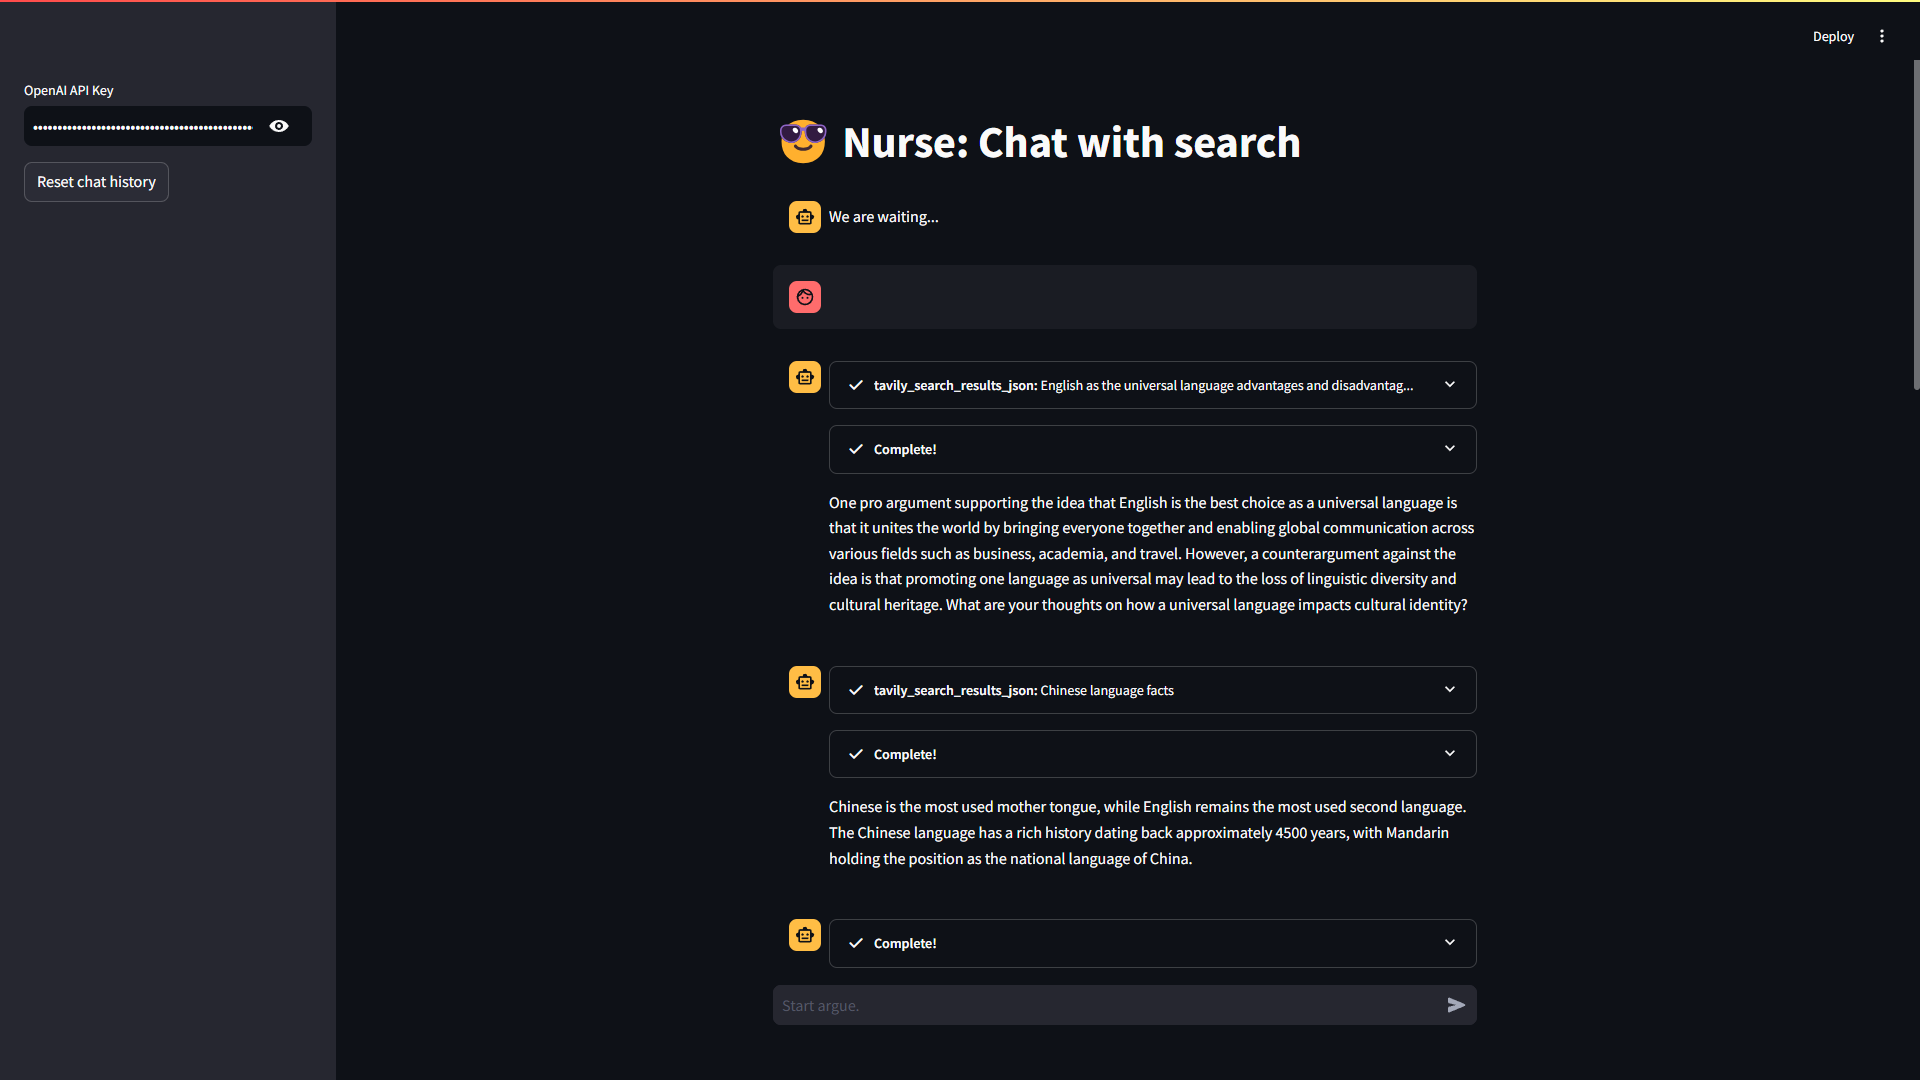 Deploy
OpenAI API Key
••••••••••••••••••••••••••••••••••••••••••••••
Reset chat history
Nurse: Chat with search
We are waiting...
tavily_search_results_json: English as the universal language advantages and disadvantag...
Complete!
One pro argument supporting the idea that English is the best choice as a universal language is
that it unites the world by bringing everyone together and enabling global communication across
various fields such as business, academia, and travel. However, a counterargument against the
idea is that promoting one language as universal may lead to the loss of linguistic diversity and
cultural heritage. What are your thoughts on how a universal language impacts cultural identity?
tavily_search_results_json: Chinese language facts
Complete!
Chinese is the most used mother tongue, while English remains the most used second language.
The Chinese language has a rich history dating back approximately 4500 years, with Mandarin
holding the position as the national language of China.
Complete!
Start argue.